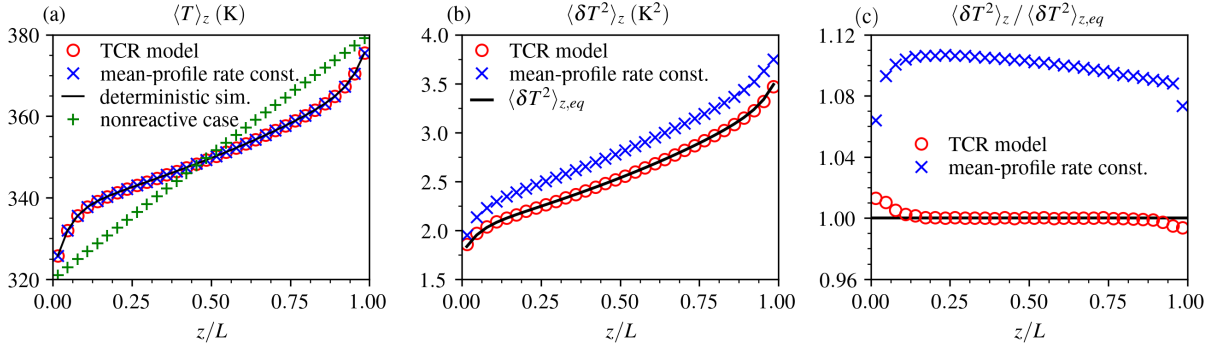 (a) ⟨T⟩z (K)
380
360
340
320
TCR model
mean-profile rate const.
deterministic sim.
nonreactive case
0.00 0.25 0.50 0.75 1.00
z/L
(b) ⟨δT²⟩z (K²)
4.0
3.5
3.0
2.5
2.0
1.5
TCR model
mean-profile rate const.
⟨δT²⟩z,eq
0.00 0.25 0.50 0.75 1.00
z/L
(c) ⟨δT²⟩z / ⟨δT²⟩z,eq
1.12
1.08
1.04
1.00
0.96
TCR model
mean-profile rate const.
0.00 0.25 0.50 0.75 1.00
z/L